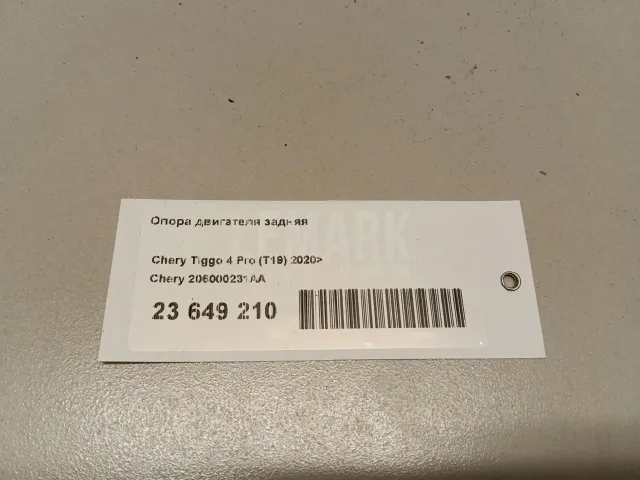 Опора двигателя задняя
Chery Tiggo 4 Pro (T19) 2020>
Chery 206000231AA
23 649 210